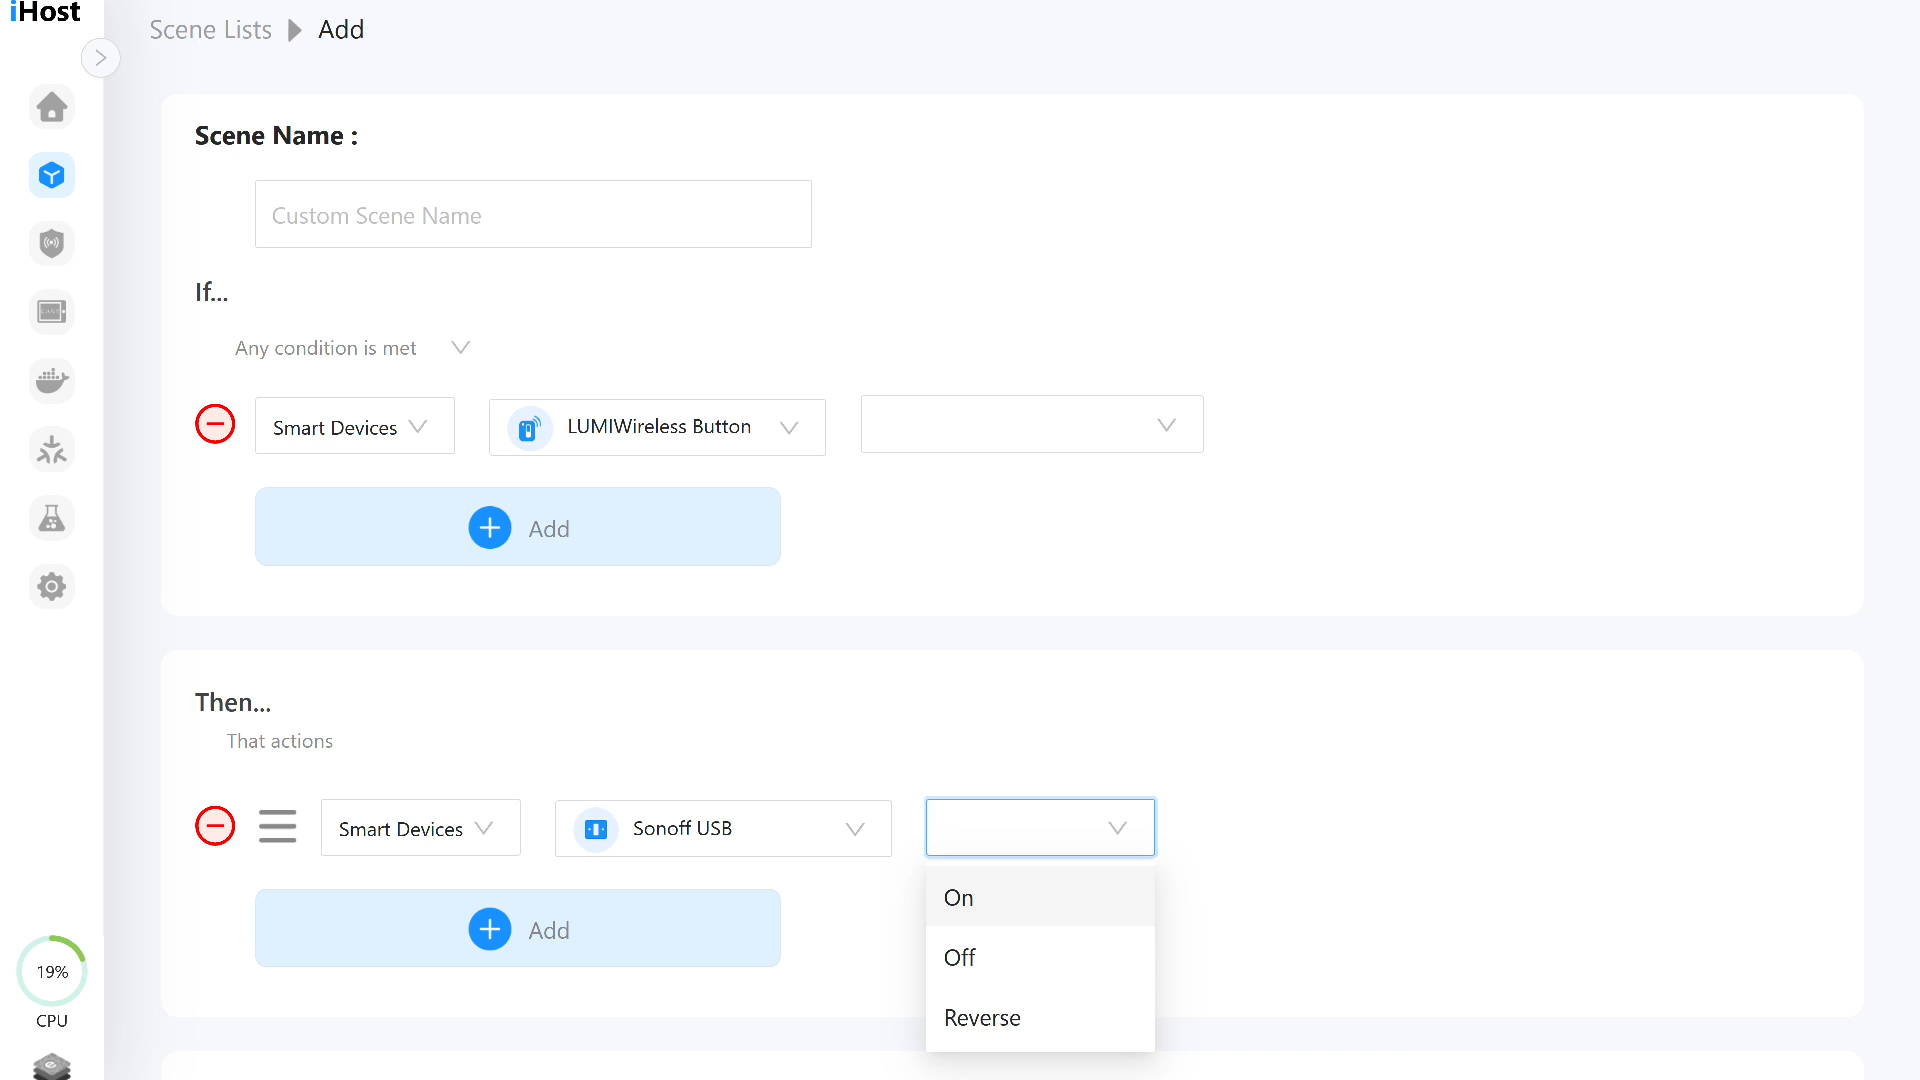 iHost
Scene Lists Add
Scene Name :
Custom Scene Name
If...
Any condition is met
Smart Devices
LUMIWireless Button
Add
Then...
That actions
Smart Devices
Sonoff USB
Add
On
Off
Reverse
19%
CPU